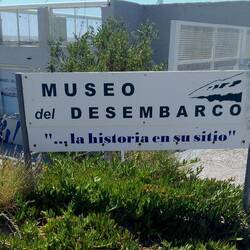 MUSEO
del DESEMBARCO
"...la historia en su sitio"